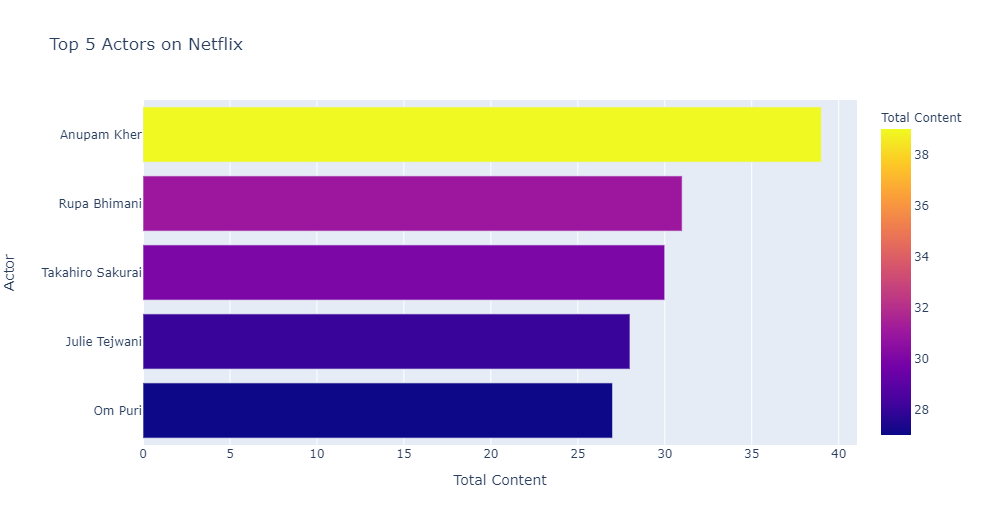 Top 5 Actors on Netflix
Actor
Anupam Kher
Rupa Bhimani
Takahiro Sakurai
Julie Tejwani
Om Puri
0 5 10 15 20 25 30 35 40
Total Content
Total Content
38
36
34
32
30
28